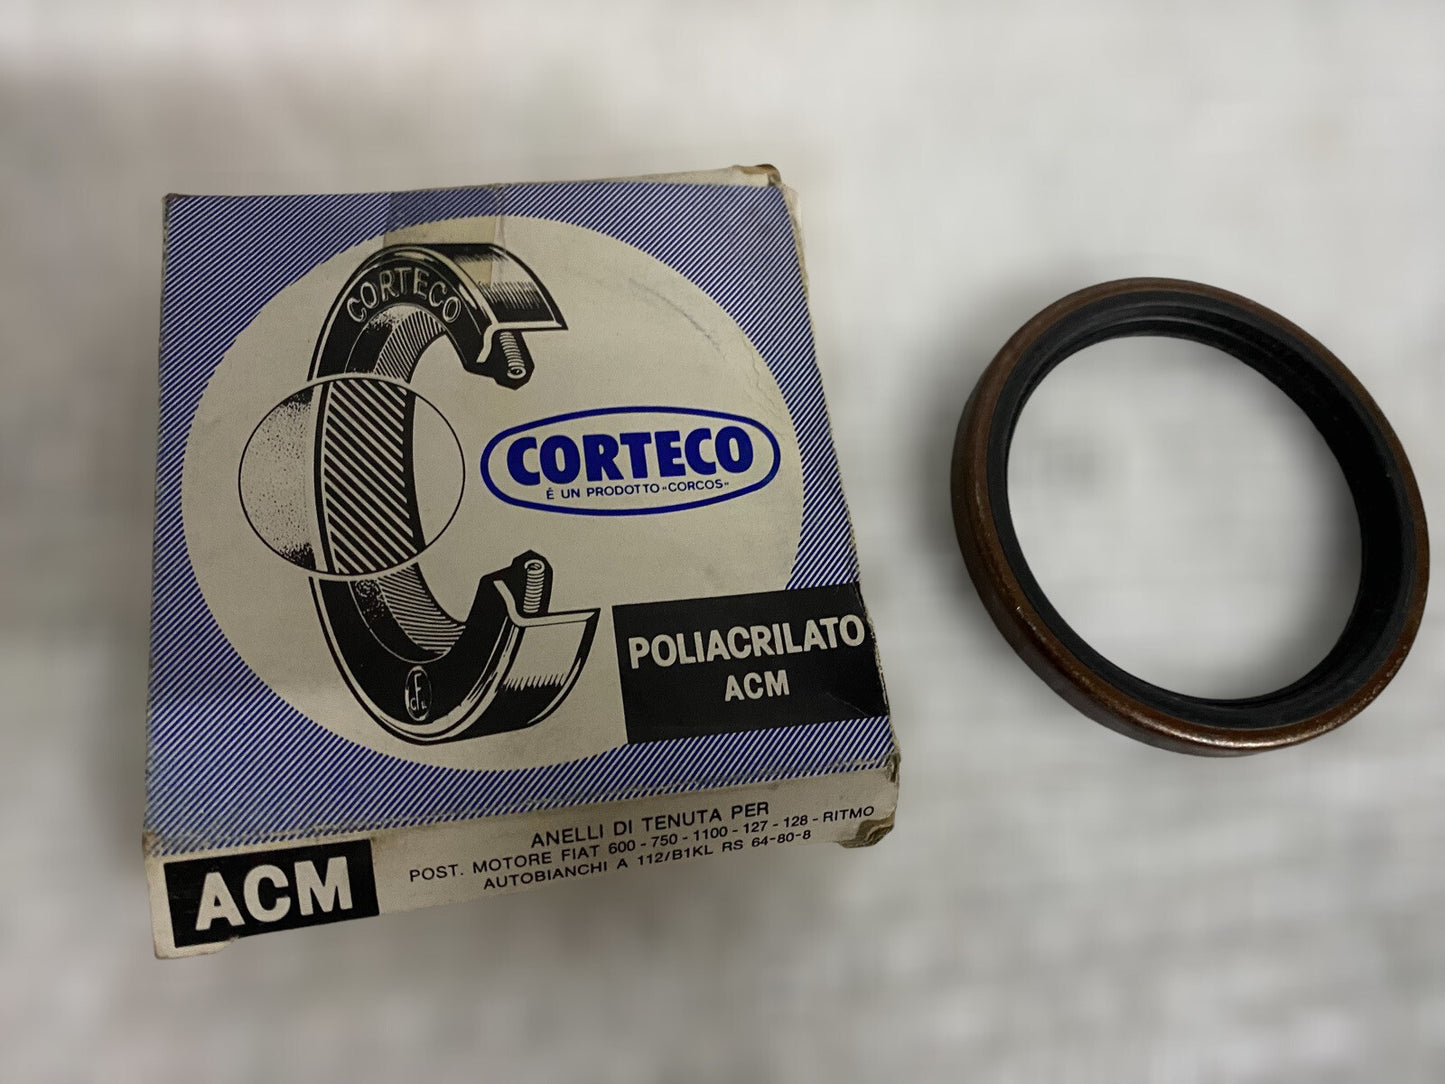 CORTECO
CORTECO
É UN PRODOTTO «CORCOS»
POLIACRILATO
ACM
ACM
ANELLI DI TENUTA PER
POST. MOTORE FIAT 600 - 750 - 1100 - 127 - 128 - RITMO
AUTOBIANCHI A 112/B1KL RS 64-80-8